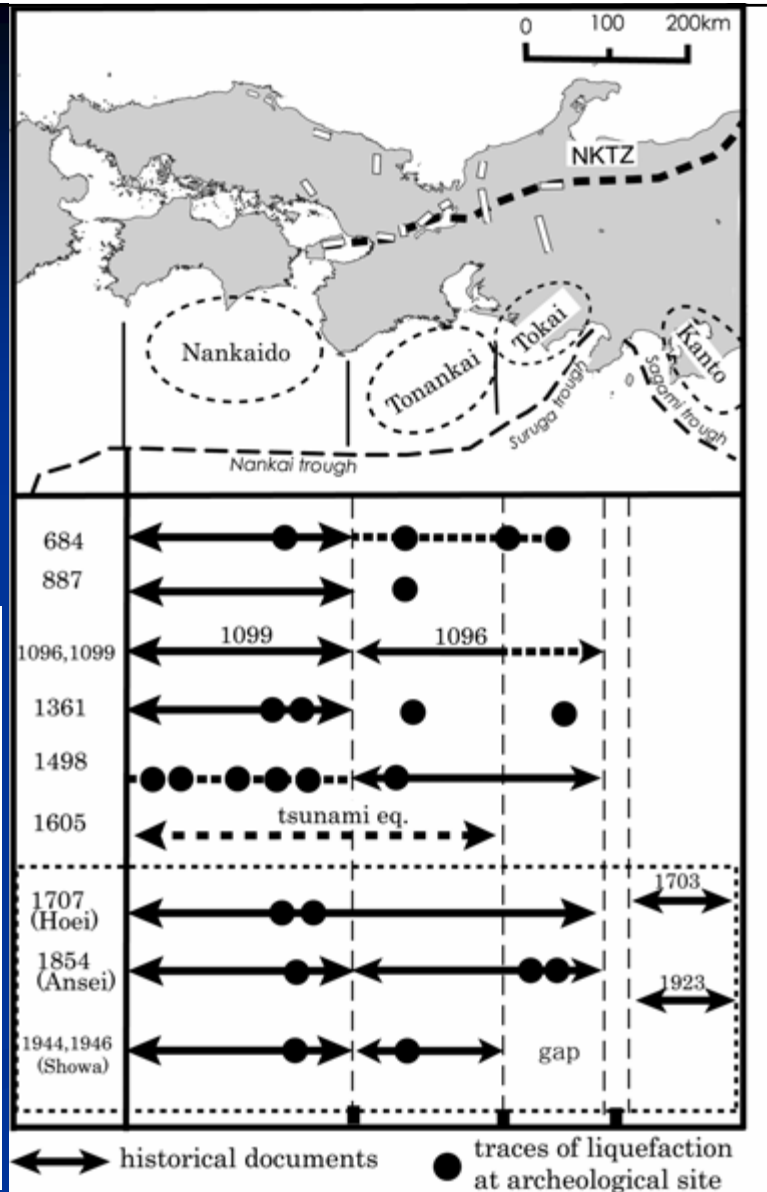 0 100 200km
NKTZ
Nankaido
Tonankai
Tokai
Kanto
Suruga trough
Sagami trough
Nankai trough
684
887
1096,1099
1099
1096
1361
1498
1605
tsunami eq.
1707
(Hoei)
1703
1854
(Ansei)
1923
1944,1946
(Showa)
gap
historical documents
traces of liquefaction
at archeological site